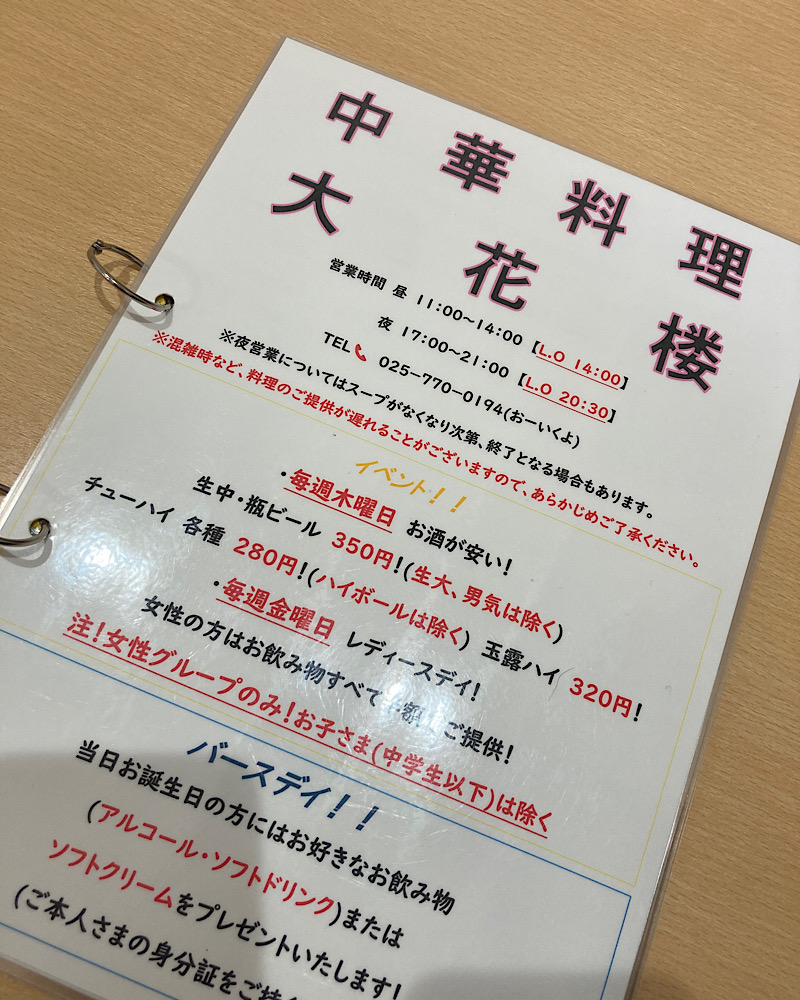 中華料理
大花楼
営業時間 昼 11:00~14:00 【L.O 14:00】
夜 17:00~21:00 【L.O 20:30】
TEL 025-770-0194(おーいくよ)
※夜営業についてはスープがなくなり次第、終了となる場合もあります。
※混雑時など、料理のご提供が遅れることがございますので、あらかじめご了承ください。
イベント!!
・毎週木曜日 お酒が安い!
生中・瓶ビール 350円!(生大、男気は除く)
チューハイ 各種 280円!(ハイボールは除く) 玉露ハイ 320円!
・毎週金曜日 レディースデイ!
女性の方はお飲み物すべて 額 ご提供!
注!女性グループのみ!お子さま(中学生以下)は除く
バースデイ!!
当日お誕生日の方にはお好きなお飲み物
(アルコール・ソフトドリンク)または
ソフトクリームをプレゼントいたします!
(ご本人さまの身分証をご持